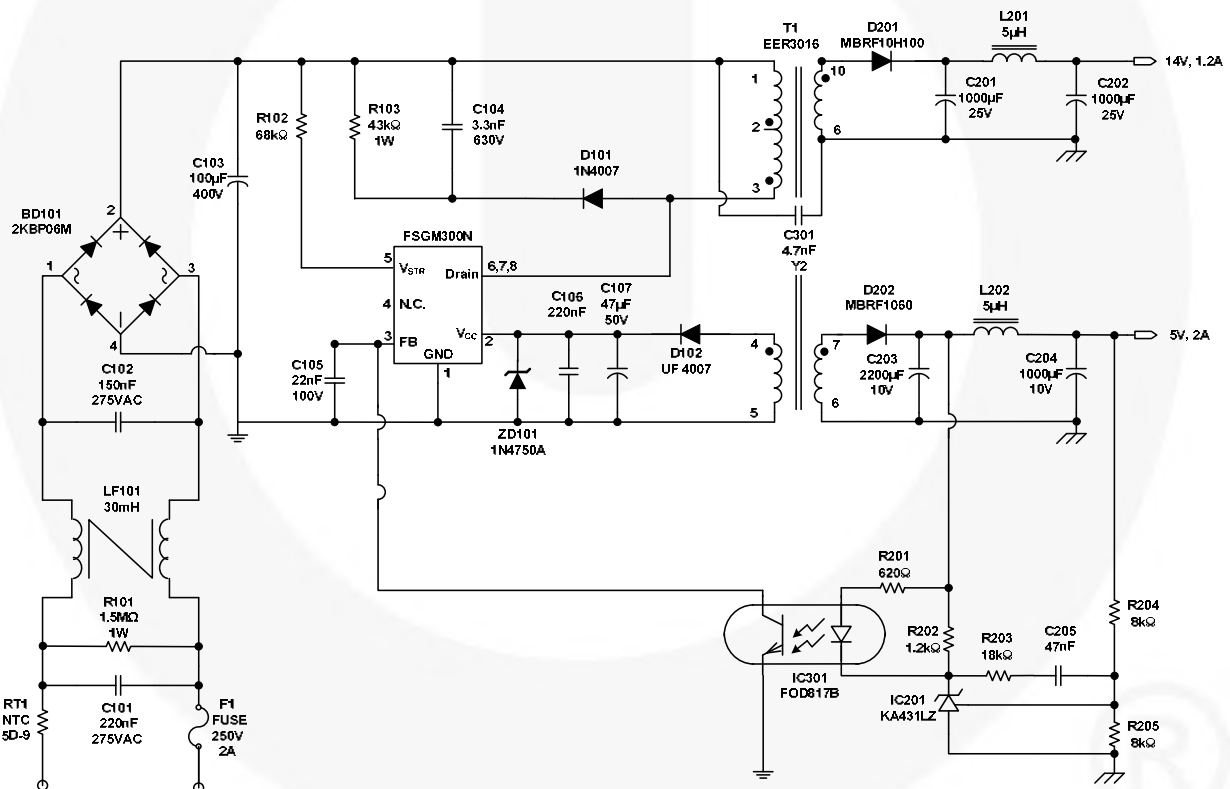 T1
EER3016
D201
MBRF10H100
L201
5µH
14V, 1.2A
1
10
C201
1000µF
25V
C202
1000µF
25V
R102
68kΩ
R103
43kΩ
1W
C104
3.3nF
630V
2
6
C103
100µF
400V
D101
1N4007
3
BD101
2KBP06M
2
1
3
4
FSGM300N
C301
4.7nF
Y2
5
VSTR
Drain
6,7,8
4
N.C.
3
FB
VCC
2
GND
1
C106
220nF
C107
47µF
50V
D202
MBRF1060
L202
5µH
5V, 2A
D102
UF 4007
4
7
5
6
C203
2200µF
10V
C204
1000µF
10V
C105
22nF
100V
C102
150nF
275VAC
ZD101
1N4750A
LF101
30mH
R101
1.5MΩ
1W
R201
620Ω
R202
1.2kΩ
R203
18kΩ
C205
47nF
R204
8kΩ
IC301
FOD817B
IC201
KA431LZ
R205
8kΩ
RT1
NTC
5D-9
C101
220nF
275VAC
F1
FUSE
250V
2A
®